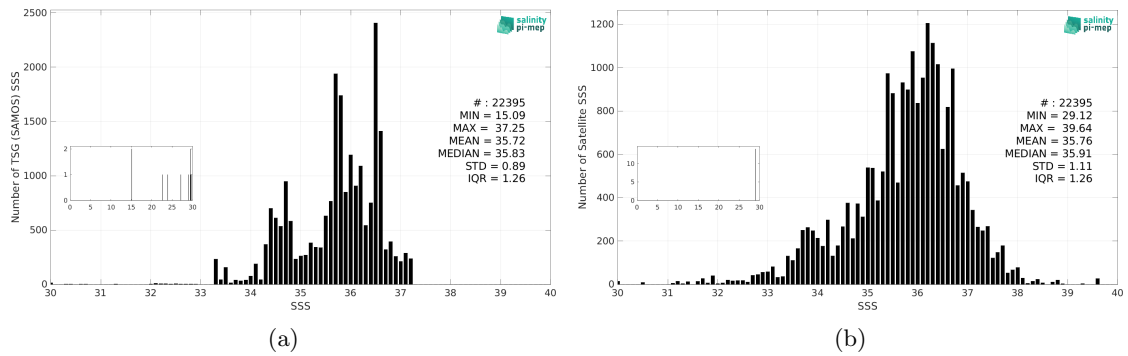 2500
2000
1500
1000
500
0
Number of TSG (SAMOS) SSS
salinity
pi-mep
# : 22395
MIN = 15.09
MAX = 37.25
MEAN = 35.72
MEDIAN = 35.83
STD = 0.89
IQR = 1.26
2
1
0
0 5 10 15 20 25 30
30 31 32 33 34 35 36 37 38 39 40
SSS
(a)
1200
1000
800
600
400
200
0
Number of Satellite SSS
salinity
pi-mep
# : 22395
MIN = 29.12
MAX = 39.64
MEAN = 35.76
MEDIAN = 35.91
STD = 1.11
IQR = 1.26
10
5
0
0 5 10 15 20 25 30
30 31 32 33 34 35 36 37 38 39 40
SSS
(b)